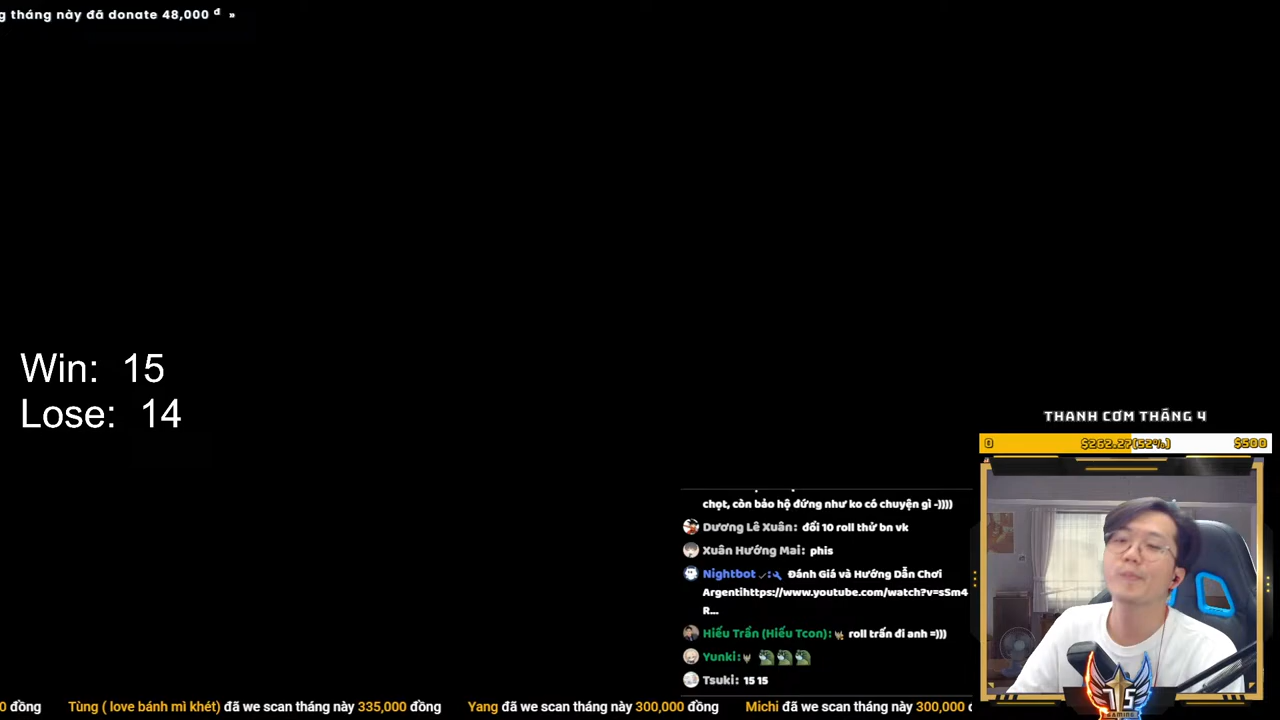 g tháng này đã donate 48,000 đ »
Win: 15
Lose: 14
THANH CƠM THÁNG 4
0 $262.27(52%) $500
chọt, còn bảo hộ đứng như ko có chuyện gì -))))
Dương Lê Xuân: đổi 10 roll thử bn vk
Xuân Hướng Mai: phis
Nightbot : Đánh Giá và Hướng Dẫn Chơi
Argentihttps://www.youtube.com/watch?v=sSm4
R...
Hiếu Trần (Hiếu Tcon): roll trấn đi anh =)))
Yunki:
Tsuki: 15 15
TS
GAMING
0 đồng Tùng ( love bánh mì khét) đã we scan tháng này 335,000 đồng Yang đã we scan tháng này 300,000 đồng Michi đã we scan tháng này 300,000 đ